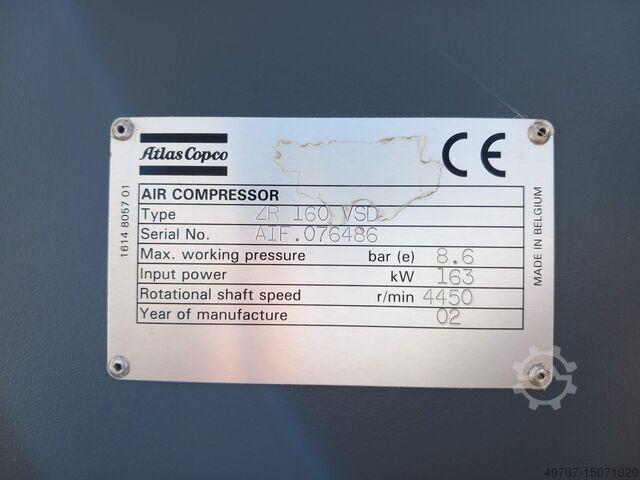 Atlas Copco
CE
AIR COMPRESSOR
Type ZR 160 VSD
Serial No. AIF.076486
Max. working pressure bar (e) 8.6
Input power kW 163
Rotational shaft speed r/min 4450
Year of manufacture 02
1614 8057 01
MADE IN BELGIUM
49707-15071020